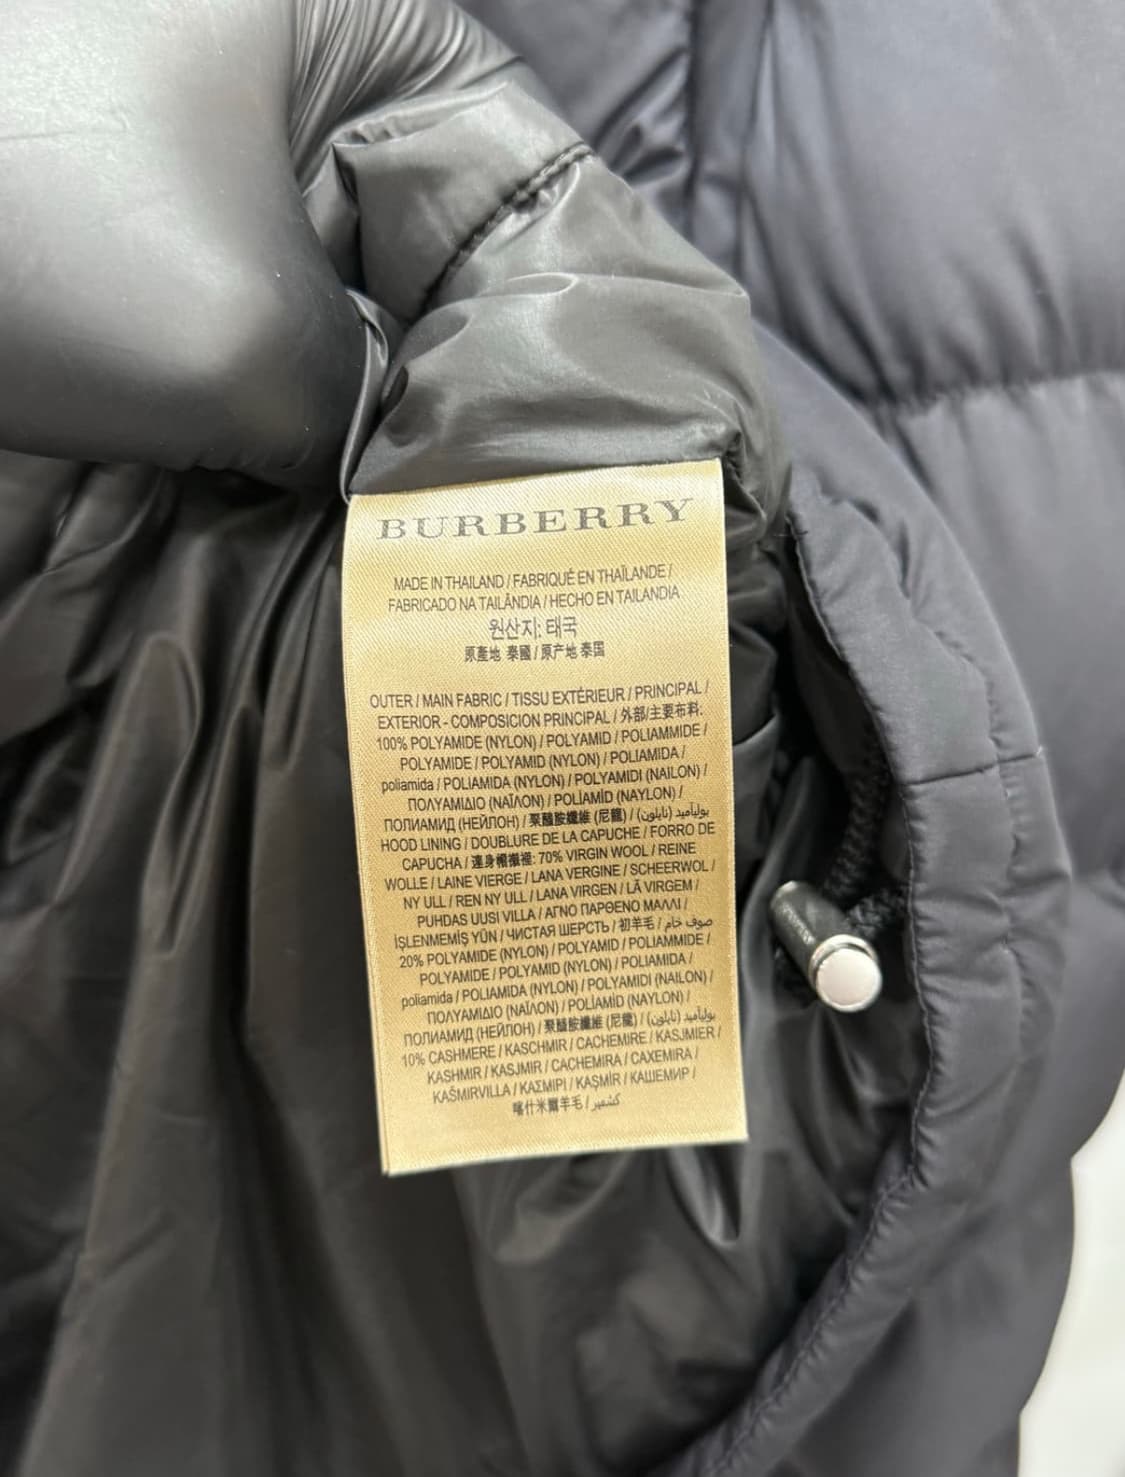 BURBERRY
MADE IN THAILAND / FABRIQUÉ EN THAÏLANDE /
FABRICADO NA TAILÂNDIA / HECHO EN TAILANDIA
원산지: 태국
原產地 泰國 / 原产地 泰国
OUTER / MAIN FABRIC / TISSU EXTÉRIEUR / PRINCIPAL /
EXTERIOR - COMPOSICION PRINCIPAL / 外部/主要布料:
100% POLYAMIDE (NYLON) / POLYAMID / POLIAMMIDE /
POLYAMIDE / POLYAMID (NYLON) / POLIAMIDA /
poliamida / POLIAMIDA (NYLON) / POLYAMIDI (NAILON) /
ΠΟΛΥΑΜΙΔΙΟ (ΝΑΪΛΟΝ) / POLİAMİD (NAYLON) /
ПОЛИАМИД (НЕЙЛОН) / 聚醯胺纖維 (尼龍) / بولياميد (نايلون) /
HOOD LINING / DOUBLURE DE LA CAPUCHE / FORRO DE
CAPUCHA / 連身帽襯裡: 70% VIRGIN WOOL / REINE
WOLLE / LAINE VIERGE / LANA VERGINE / SCHEERWOL /
NY ULL / REN NY ULL / LANA VIRGEN / LÃ VIRGEM /
PUHDAS UUSI VILLA / ΑΓΝΟ ΠΑΡΘΕΝΟ ΜΑΛΛΙ /
İŞLENMEMİŞ YÜN / ЧИСТАЯ ШЕРСТЬ / 初羊毛 / صوف خام /
20% POLYAMIDE (NYLON) / POLYAMID / POLIAMMIDE /
POLYAMIDE / POLYAMID (NYLON) / POLIAMIDA /
poliamida / POLIAMIDA (NYLON) / POLYAMIDI (NAILON) /
ΠΟΛΥΑΜΙΔΙΟ (ΝΑΪΛΟΝ) / POLİAMİD (NAYLON) /
ПОЛИАМИД (НЕЙЛОН) / 聚醯胺纖維 (尼龍) / بولياميد (نايلون) /
10% CASHMERE / KASCHMIR / CACHEMIRE / KASJMIER /
KASHMIR / KASJMIR / CACHEMIRA / CAXEMIRA /
KAŠMIRVILLA / ΚΑΣΜΙΡΙ / KAŞMİR / КАШЕМИР /
喀什米爾羊毛 / كشمير